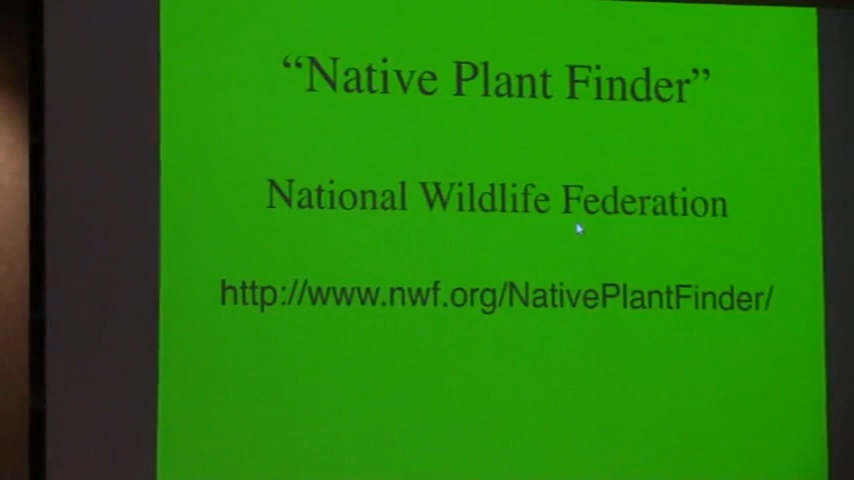 “Native Plant Finder”
National Wildlife Federation
http://www.nwf.org/NativePlantFinder/